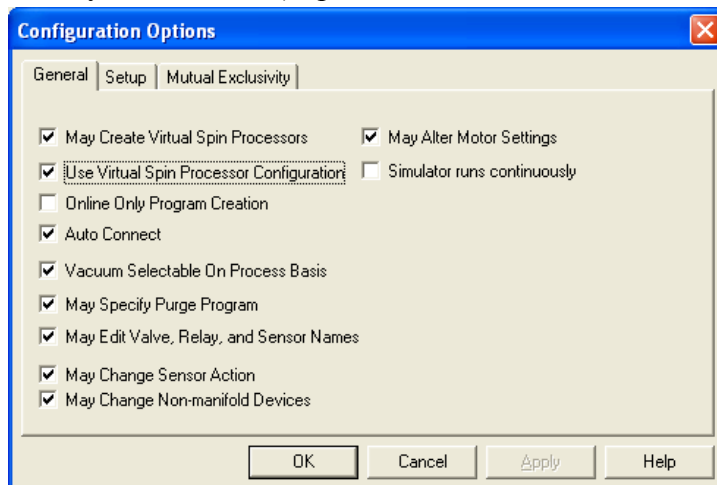 Configuration Options
General Setup Mutual Exclusivity
May Create Virtual Spin Processors May Alter Motor Settings
Use Virtual Spin Processor Configuration Simulator runs continuously
Online Only Program Creation
Auto Connect
Vacuum Selectable On Process Basis
May Specify Purge Program
May Edit Valve, Relay, and Sensor Names
May Change Sensor Action
May Change Non-manifold Devices
OK Cancel Apply Help